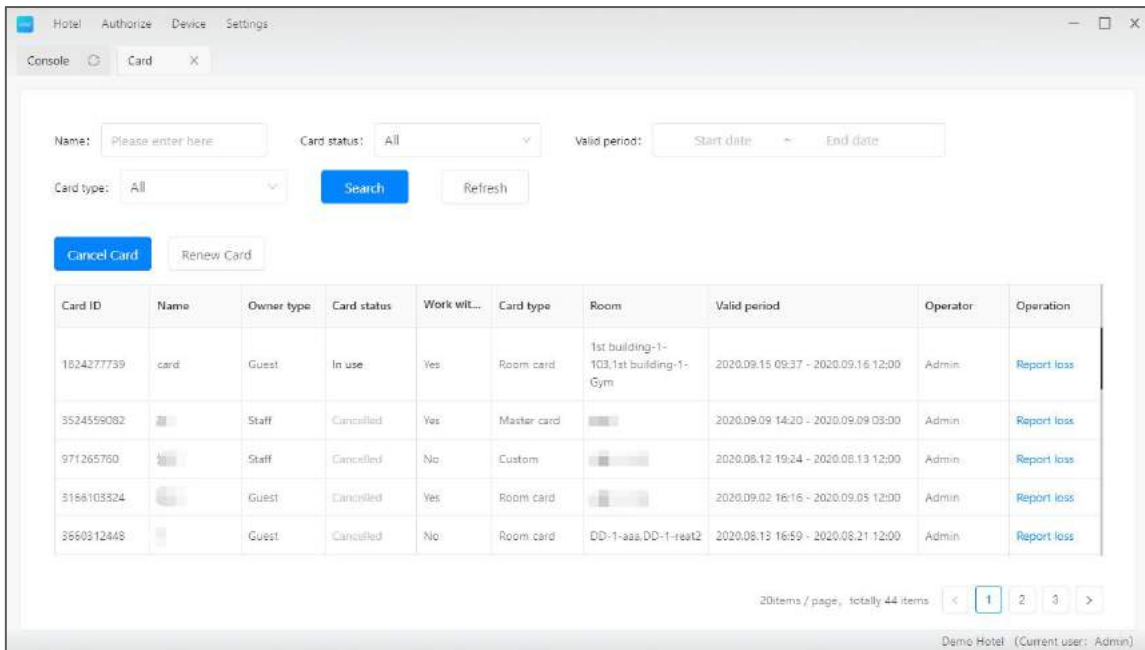 Hotel Authorize Device Settings
Console Card
Name: Please enter here Card status: All Valid period: Start date ~ End date
Card type: All Search Refresh
Cancel Card Renew Card
Card ID Name Owner type Card status Work wit... Card type Room Valid period Operator Operation
1824277739 card Guest In use Yes Room card 1st building-1-103,1st building-1-Gym 2020.09.15 09:37 - 2020.09.16 12:00 Admin Report loss
3524559082 Staff Cancelled Yes Master card 2020.09.09 14:20 - 2020.09.09 03:00 Admin Report loss
971265760 Staff Cancelled No Custom 2020.08.12 19:24 - 2020.08.13 12:00 Admin Report loss
3166103324 Guest Cancelled Yes Room card 2020.09.02 16:16 - 2020.09.05 12:00 Admin Report loss
3660312448 Guest Cancelled No Room card DD-1-aaa,DD-1-reat2 2020.08.13 16:59 - 2020.08.21 12:00 Admin Report loss
20items / page, totally 44 items < 1 2 3 >
Demo Hotel (Current user: Admin)